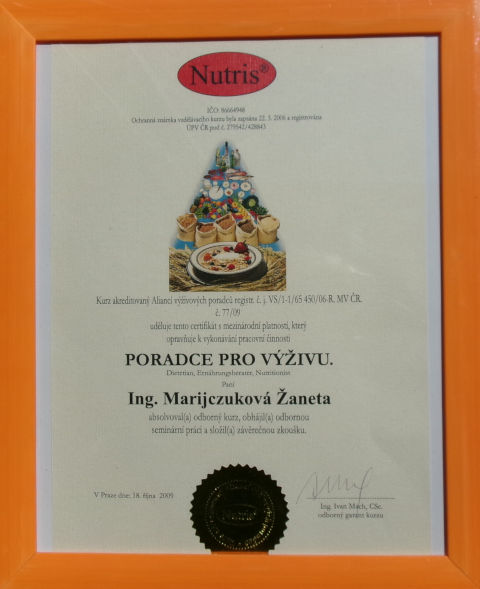 Nutris®
IČO: 86664948
Ochranná známka vzdělávacího kurzu byla zapsána 22. 3. 2006 a registrována
ÚPV ČR pod č. 279542/428843
Kurz akreditovaný Aliancí výživových poradců registr. č. j. VS/1-1/65 450/06-R. MV ČR.
č. 77/09
uděluje tento certifikát s mezinárodní platností, který
opravňuje k vykonávání pracovní činnosti
PORADCE PRO VÝŽIVU.
Dietetian, Ernährungsberater, Nutritionist
Paní
Ing. Marijczuková Žaneta
absolvoval(a) odborný kurz, obhájil(a) odbornou
seminární práci a složil(a) závěrečnou zkoušku.
V Praze dne: 18. října 2009
Ing. Ivan Mach, CSc.
odborný garant kurzu